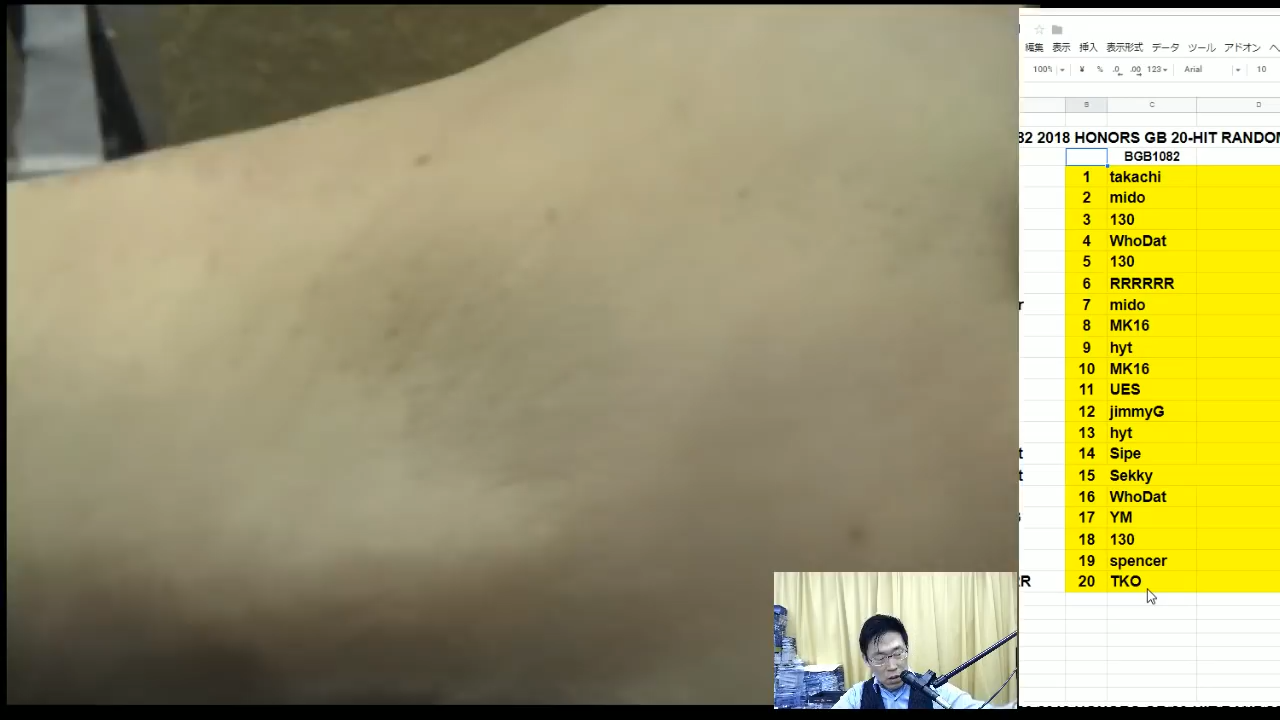 編集 表示 挿入 表示形式 データ ツール アドオン ヘ
100% ¥ % .0 .00 123 Arial 10
B C D
82 2018 HONORS GB 20-HIT RANDOM
BGB1082
1 takachi
2 mido
3 130
4 WhoDat
5 130
6 RRRRRR
7 mido
8 MK16
9 hyt
10 MK16
11 UES
12 jimmyG
13 hyt
14 Sipe
15 Sekky
16 WhoDat
17 YM
18 130
19 spencer
20 TKO